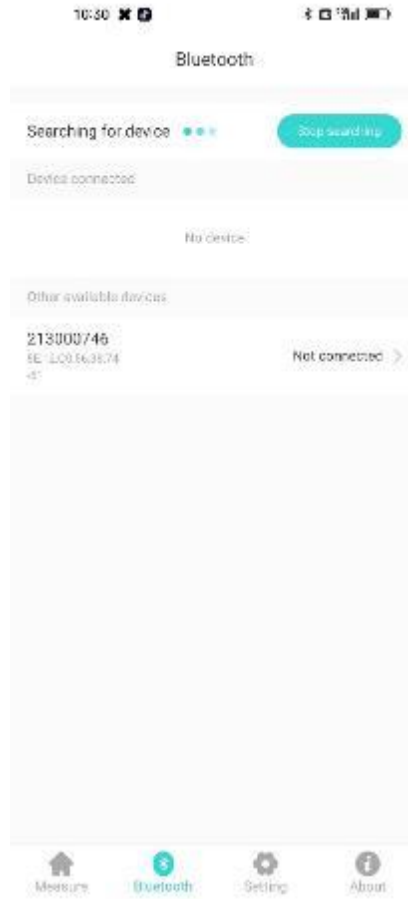 10:30
Bluetooth
Searching for device
Stop searching
Device connected
No device
Other available devices
213000746
Not connected
Measure
Bluetooth
Setting
About